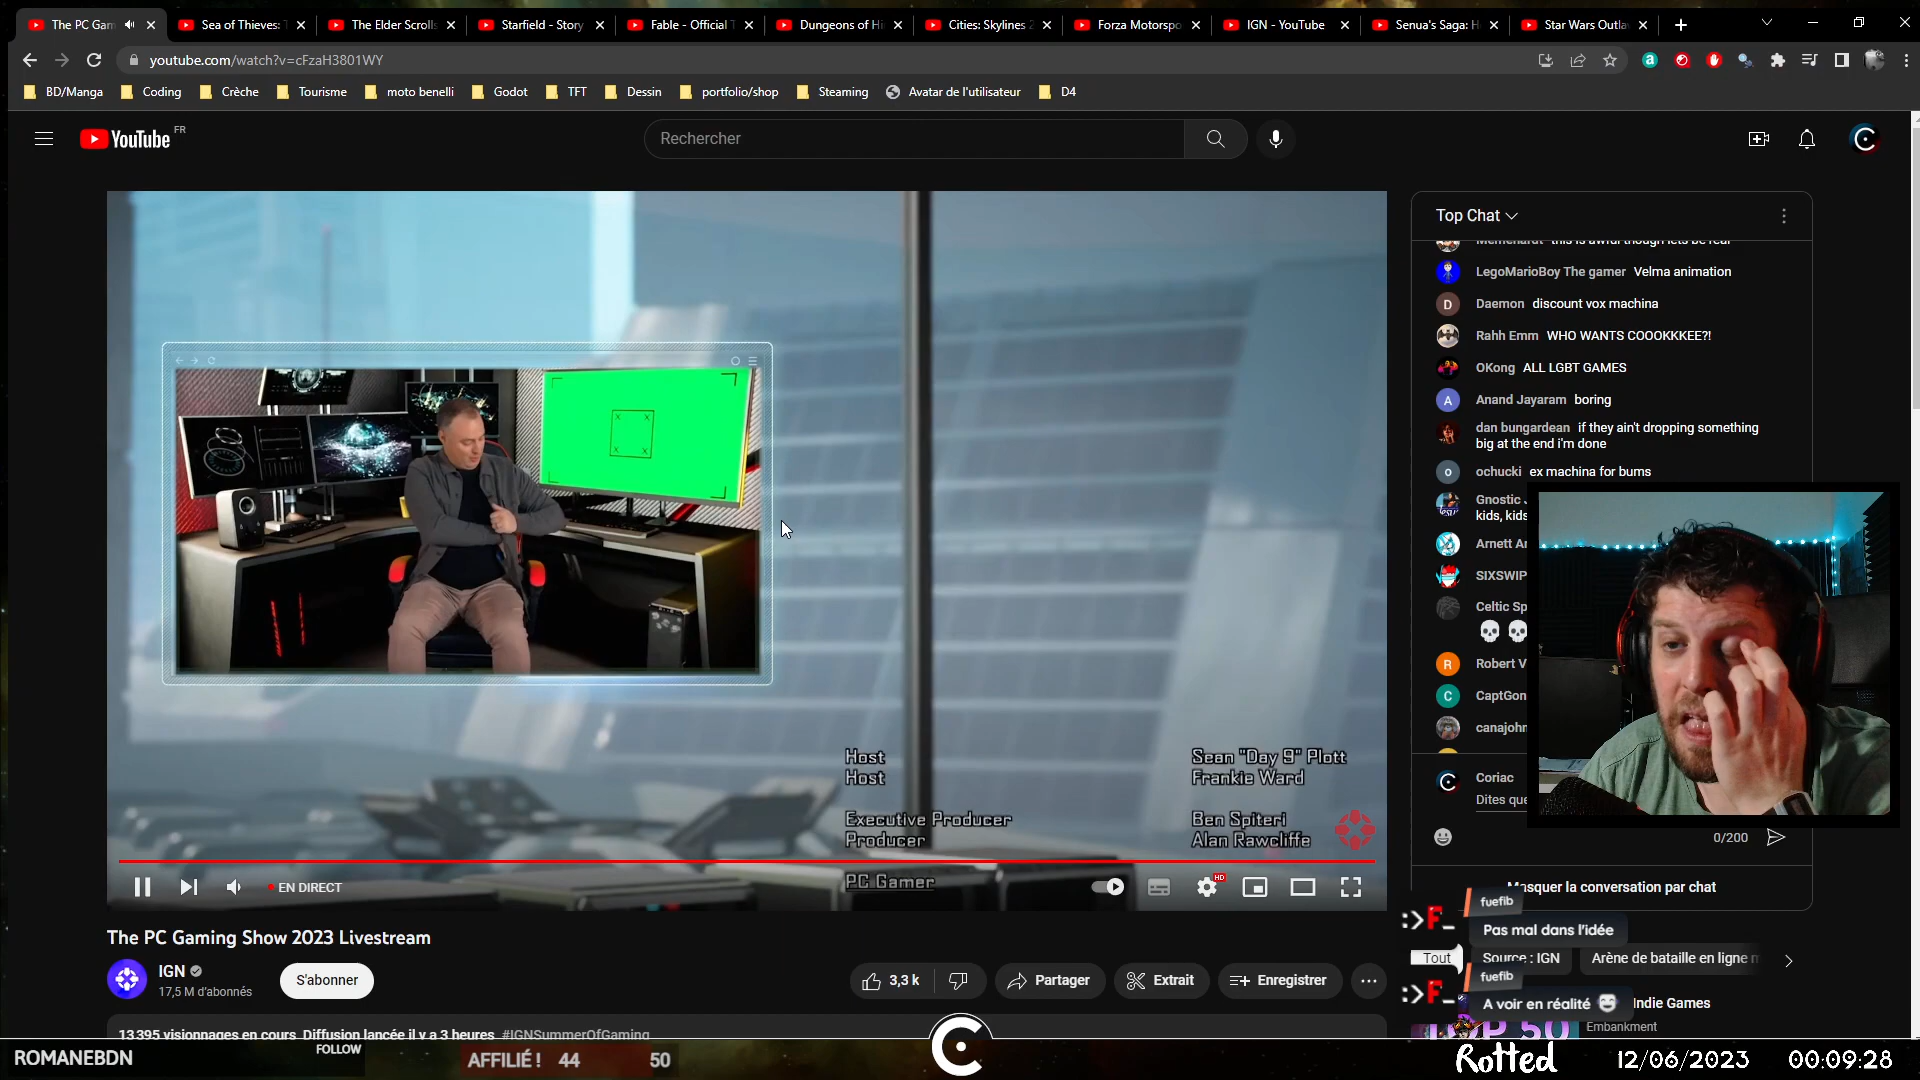 The PC Gam
Sea of Thieves: T
The Elder Scrolls
Starfield - Story
Fable - Official T
Dungeons of Hi
Cities: Skylines 2
Forza Motorspo
IGN - YouTube
Senua's Saga: H
Star Wars Outla
youtube.com/watch?v=cFzaH3801WY
BD/Manga
Coding
Crèche
Tourisme
moto benelli
Godot
TFT
Dessin
portfolio/shop
Steaming
Avatar de l'utilisateur
D4
YouTube FR
Rechercher
Top Chat
LegoMarioBoy The gamer Velma animation
Daemon discount vox machina
Rahh Emm WHO WANTS COOOKKKEE?!
OKong ALL LGBT GAMES
Anand Jayaram boring
dan bungardean if they ain't dropping something
big at the end i'm done
ochucki ex machina for bums
Gnostic
kids, kids
Arnett Ar
SIXSWIP
Celtic Sp
Robert V
CaptGon
canajohn
Coriac
Dites que
0/200
Masquer la conversation par chat
Host Sean "Day 9" Plott
Host Frankie Ward
Executive Producer Ben Spiteri
Producer Alan Rawcliffe
PC Gamer
EN DIRECT
HD
The PC Gaming Show 2023 Livestream
IGN
17,5 M d'abonnés
S'abonner
3,3 k
Partager
Extrait
Enregistrer
13 395 visionnages en cours Diffusion lancée il y a 3 heures #IGNSummerOfGaming
fuefib
Pas mal dans l'idée
Tout
Source : IGN
Arène de bataille en ligne m
fuefib
A voir en réalité
Indie Games
TOP 50
Embankment
ROMANEBDN
FOLLOW
AFFILIÉ ! 44 50
Rotted
12/06/2023
00:09:28